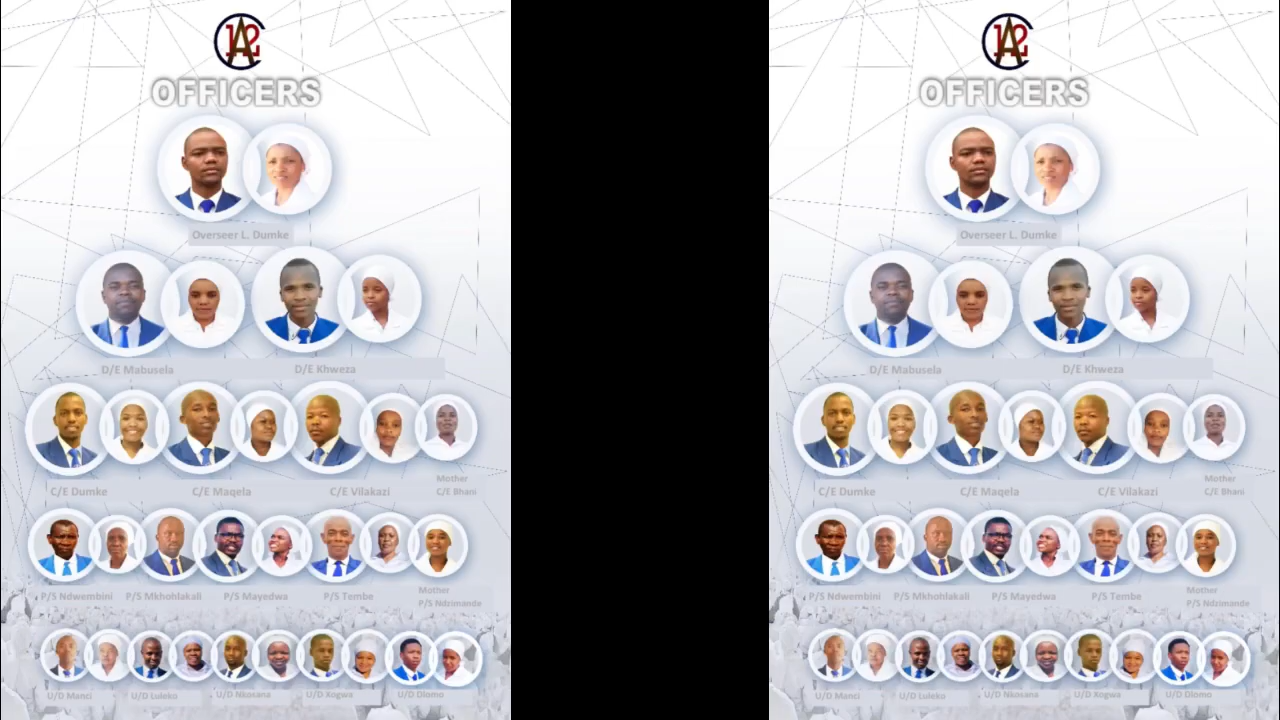 12
A
OFFICERS
Overseer L. Dumke
D/E Mabusela D/E Khweza
C/E Dumke C/E Maqela C/E Vilakazi Mother
C/E Bhani
P/S Ndwembini P/S Mkhohlakali P/S Mayedwa P/S Tembe Mother
P/S Ndzimande
U/D Manci U/D Luleko U/D Nkosana U/D Xogwa U/D Dlomo
12
A
OFFICERS
Overseer L. Dumke
D/E Mabusela D/E Khweza
C/E Dumke C/E Maqela C/E Vilakazi Mother
C/E Bhani
P/S Ndwembini P/S Mkhohlakali P/S Mayedwa P/S Tembe Mother
P/S Ndzimande
U/D Manci U/D Luleko U/D Nkosana U/D Xogwa U/D Dlomo